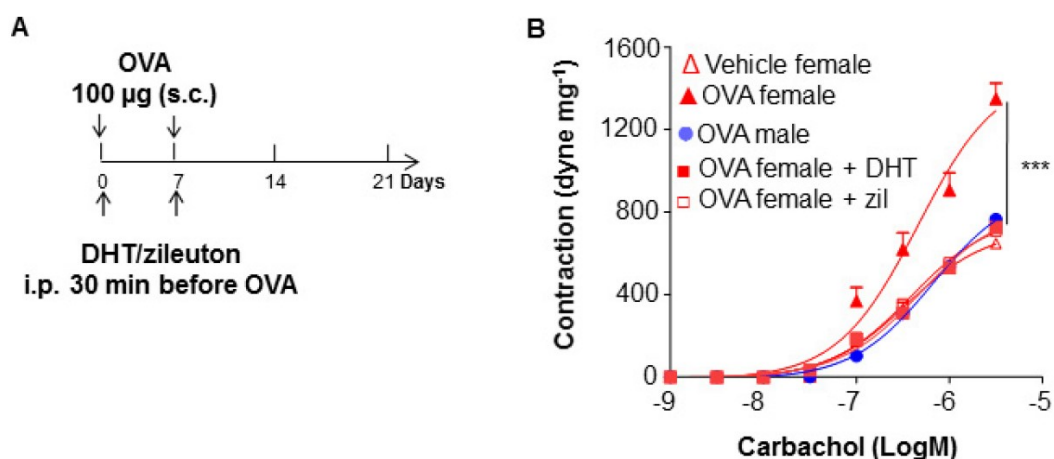 A
OVA
100 µg (s.c.)
0 7 14 21 Days
DHT/zileuton
i.p. 30 min before OVA
B
Contraction (dyne mg-1)
1600
1200
800
400
0
Vehicle female
OVA female
OVA male
OVA female + DHT
OVA female + zil
***
-9 -8 -7 -6 -5
Carbachol (LogM)